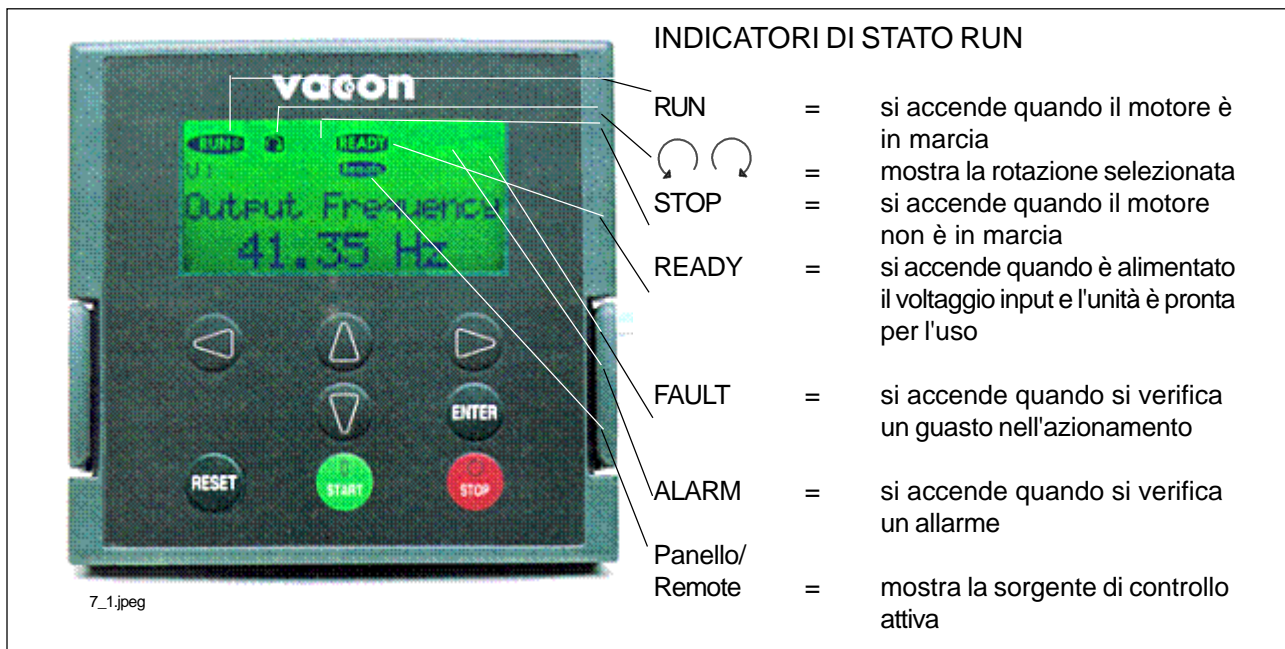 vacon
RUN
READY
V1
Output Frequency
41.35 Hz
ENTER
RESET
START
STOP
7_1.jpeg
INDICATORI DI STATO RUN
RUN = si accende quando il motore è
in marcia
= mostra la rotazione selezionata
STOP = si accende quando il motore
non è in marcia
READY = si accende quando è alimentato
il voltaggio input e l'unità è pronta
per l'uso
FAULT = si accende quando si verifica
un guasto nell'azionamento
ALARM = si accende quando si verifica
un allarme
Panello/
Remote = mostra la sorgente di controllo
attiva